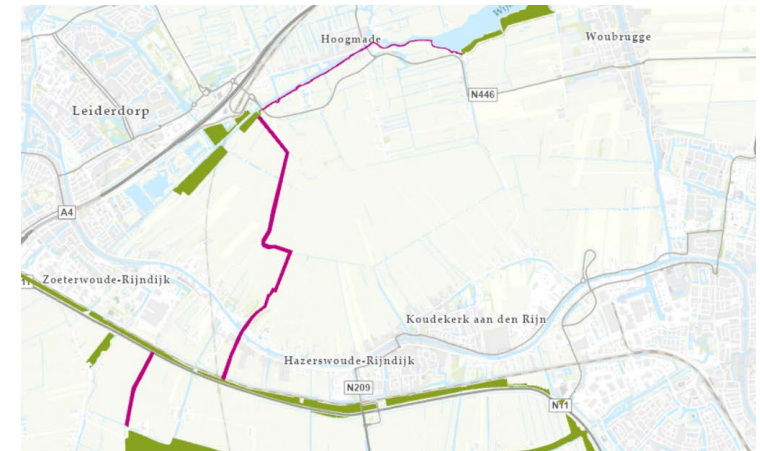 Hoogmade
Woubrugge
N446
Leiderdorp
A4
Zoeterwoude-Rijndijk
Koudekerk aan den Rijn
Hazerswoude-Rijndijk
N209
N11